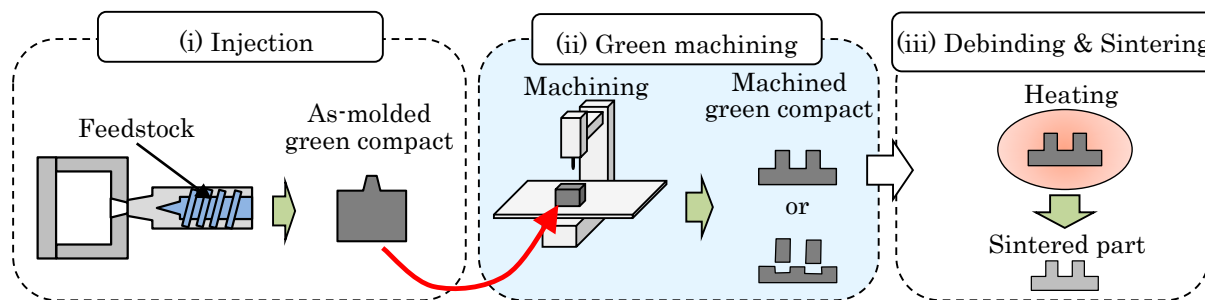 (i) Injection
Feedstock
As-molded
green compact
(ii) Green machining
Machining
Machined
green compact
or
(iii) Debinding & Sintering
Heating
Sintered part